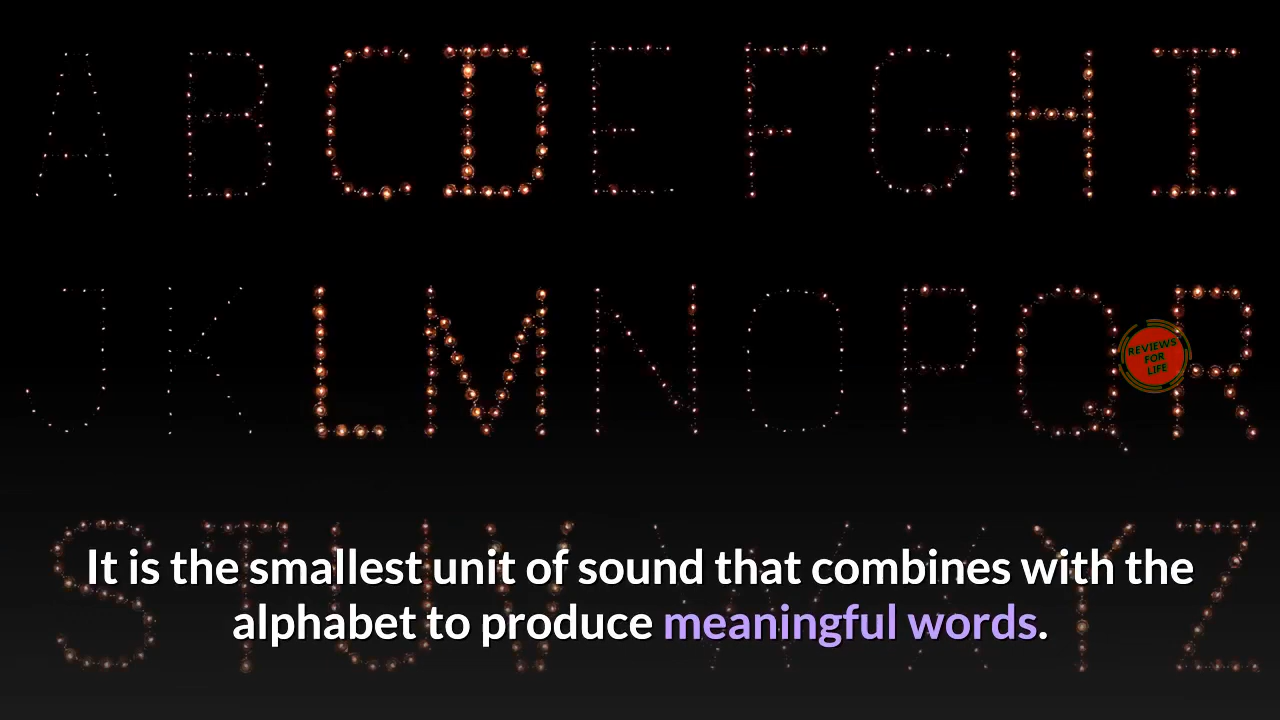 A B C D E F G H I
J K L M N O P Q R
REVIEWS
FOR
LIFE
S T U V W X Y Z
It is the smallest unit of sound that combines with the
alphabet to produce meaningful words.